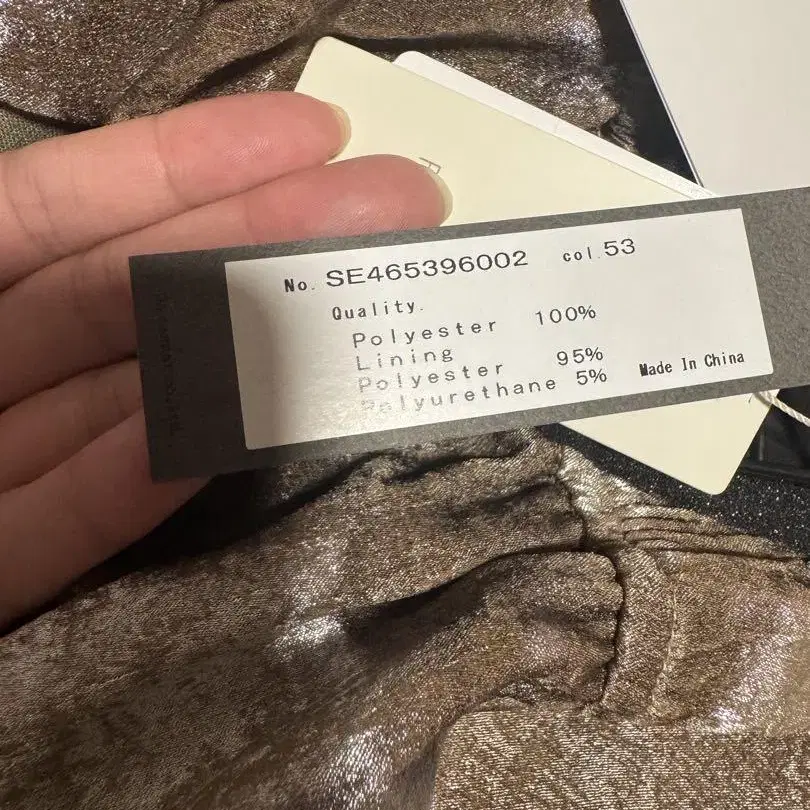 No. SE465396002 col.53
Quality.
Polyester 100%
Lining
Polyester 95%
Polyurethane 5%
Made In China